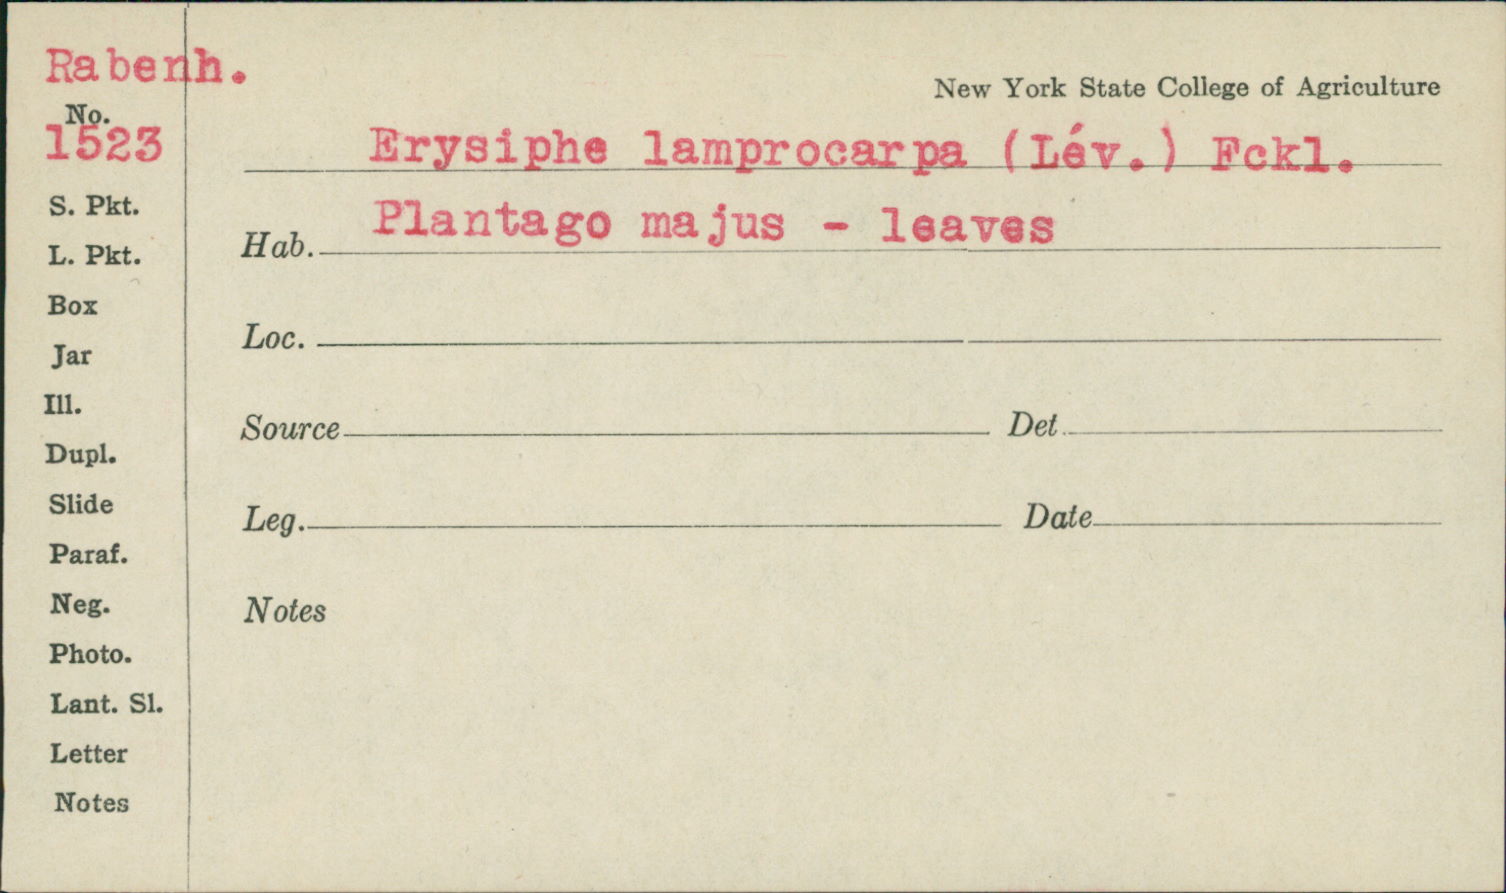 Rabenh.
No.
1523
New York State College of Agriculture
Erysiphe lamprocarpa (Lév.) Fckl.
Hab. Plantago majus - leaves
Loc.
Source Det
Leg. Date
Notes
S. Pkt.
L. Pkt.
Box
Jar
Ill.
Dupl.
Slide
Paraf.
Neg.
Photo.
Lant. Sl.
Letter
Notes